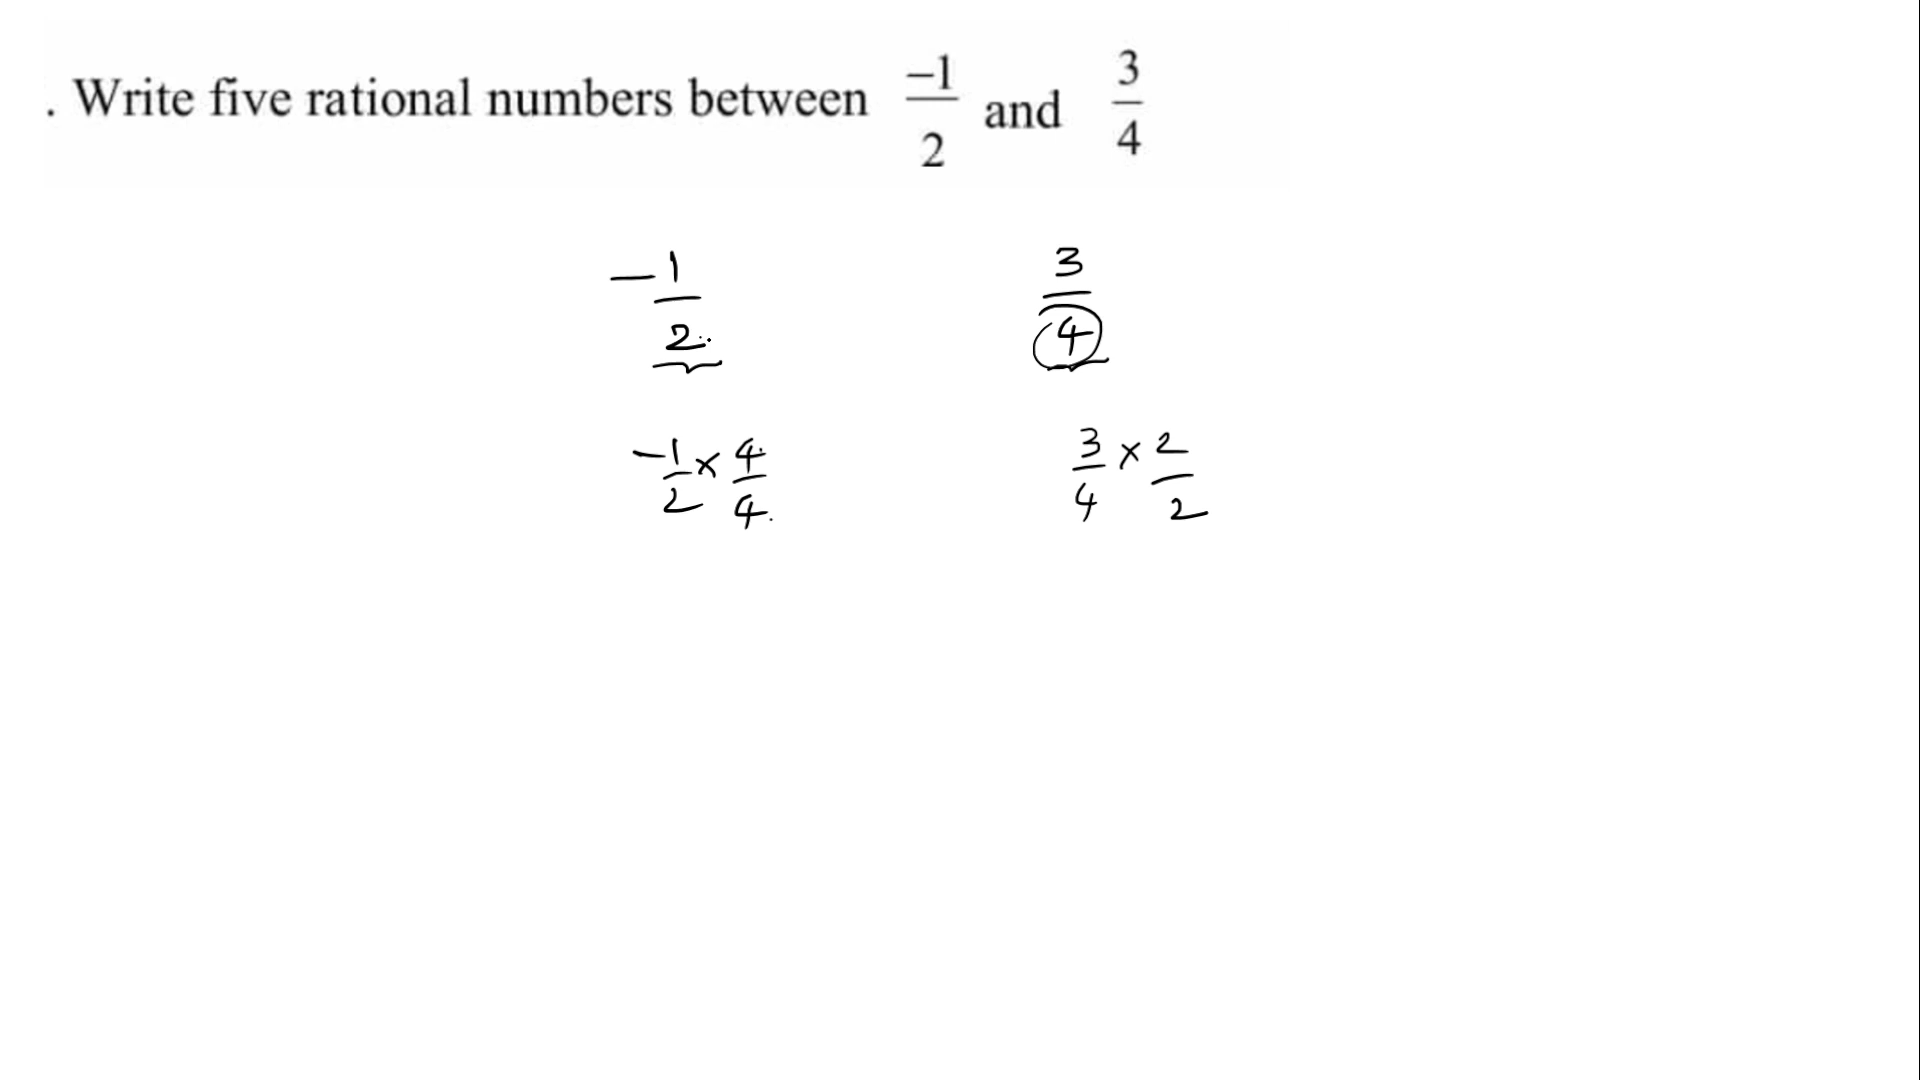 . Write five rational numbers between −1/2 and 3/4
−1/2 3/4
−1/2 × 4/4 3/4 × 2/2